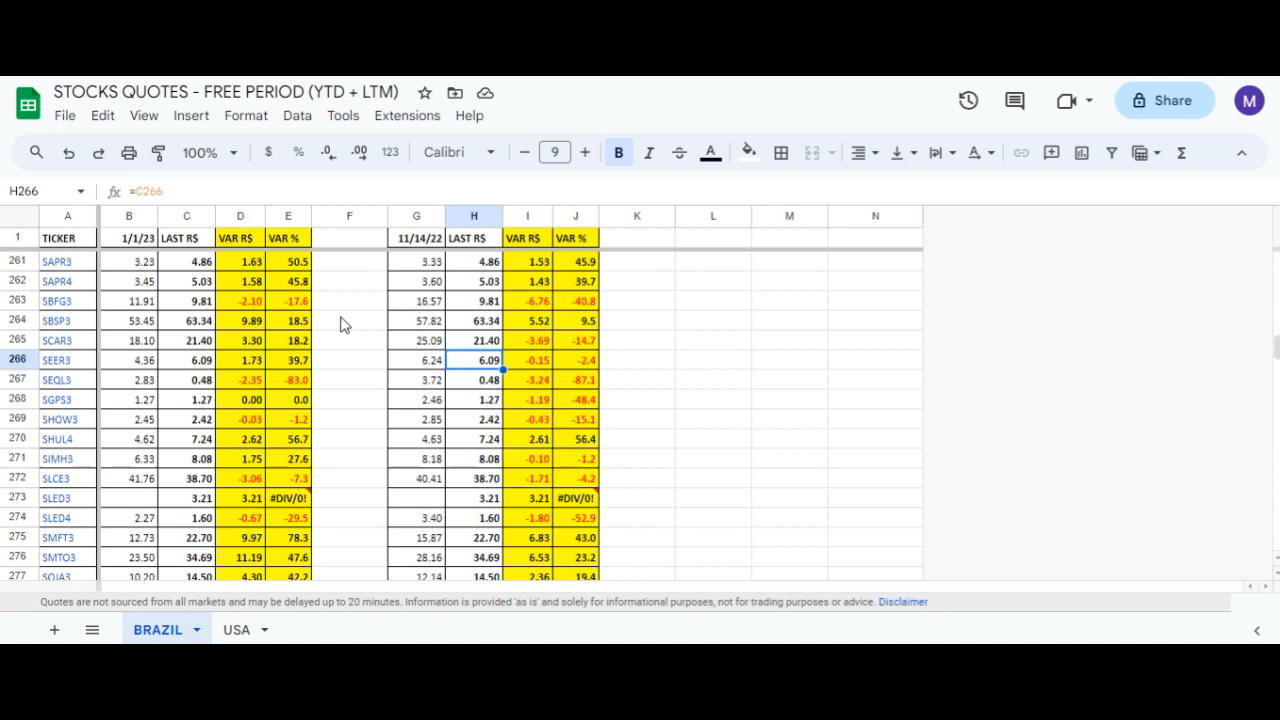 STOCKS QUOTES - FREE PERIOD (YTD + LTM)
File Edit View Insert Format Data Tools Extensions Help
Share
M
100% $ % .0 .00 123 Calibri - 9 + B I S A Σ
H266 fx =C266
A B C D E F G H I J K L M N
1 TICKER 1/1/23 LAST R$ VAR R$ VAR % 11/14/22 LAST R$ VAR R$ VAR %
261 SAPR3 3.23 4.86 1.63 50.5 3.33 4.86 1.53 45.9
262 SAPR4 3.45 5.03 1.58 45.8 3.60 5.03 1.43 39.7
263 SBFG3 11.91 9.81 -2.10 -17.6 16.57 9.81 -6.76 -40.8
264 SBSP3 53.45 63.34 9.89 18.5 57.82 63.34 5.52 9.5
265 SCAR3 18.10 21.40 3.30 18.2 25.09 21.40 -3.69 -14.7
266 SEER3 4.36 6.09 1.73 39.7 6.24 6.09 -0.15 -2.4
267 SEQL3 2.83 0.48 -2.35 -83.0 3.72 0.48 -3.24 -87.1
268 SGPS3 1.27 1.27 0.00 0.0 2.46 1.27 -1.19 -48.4
269 SHOW3 2.45 2.42 -0.03 -1.2 2.85 2.42 -0.43 -15.1
270 SHUL4 4.62 7.24 2.62 56.7 4.63 7.24 2.61 56.4
271 SIMH3 6.33 8.08 1.75 27.6 8.18 8.08 -0.10 -1.2
272 SLCE3 41.76 38.70 -3.06 -7.3 40.41 38.70 -1.71 -4.2
273 SLED3 3.21 3.21 #DIV/0! 3.21 3.21 #DIV/0!
274 SLED4 2.27 1.60 -0.67 -29.5 3.40 1.60 -1.80 -52.9
275 SMFT3 12.73 22.70 9.97 78.3 15.87 22.70 6.83 43.0
276 SMTO3 23.50 34.69 11.19 47.6 28.16 34.69 6.53 23.2
277 SOJA3 10.20 14.50 4.30 42.2 12.14 14.50 2.36 19.4
Quotes are not sourced from all markets and may be delayed up to 20 minutes. Information is provided 'as is' and solely for informational purposes, not for trading purposes or advice. Disclaimer
BRAZIL USA